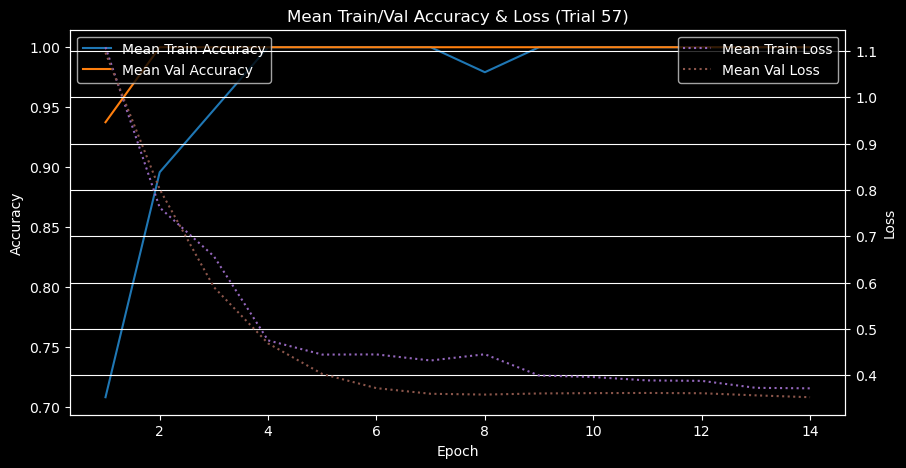 Mean Train/Val Accuracy & Loss (Trial 57)
Mean Train Accuracy
Mean Val Accuracy
Mean Train Loss
Mean Val Loss
1.00
0.95
0.90
0.85
0.80
0.75
0.70
Accuracy
1.1
1.0
0.9
0.8
0.7
0.6
0.5
0.4
Loss
2 4 6 8 10 12 14
Epoch